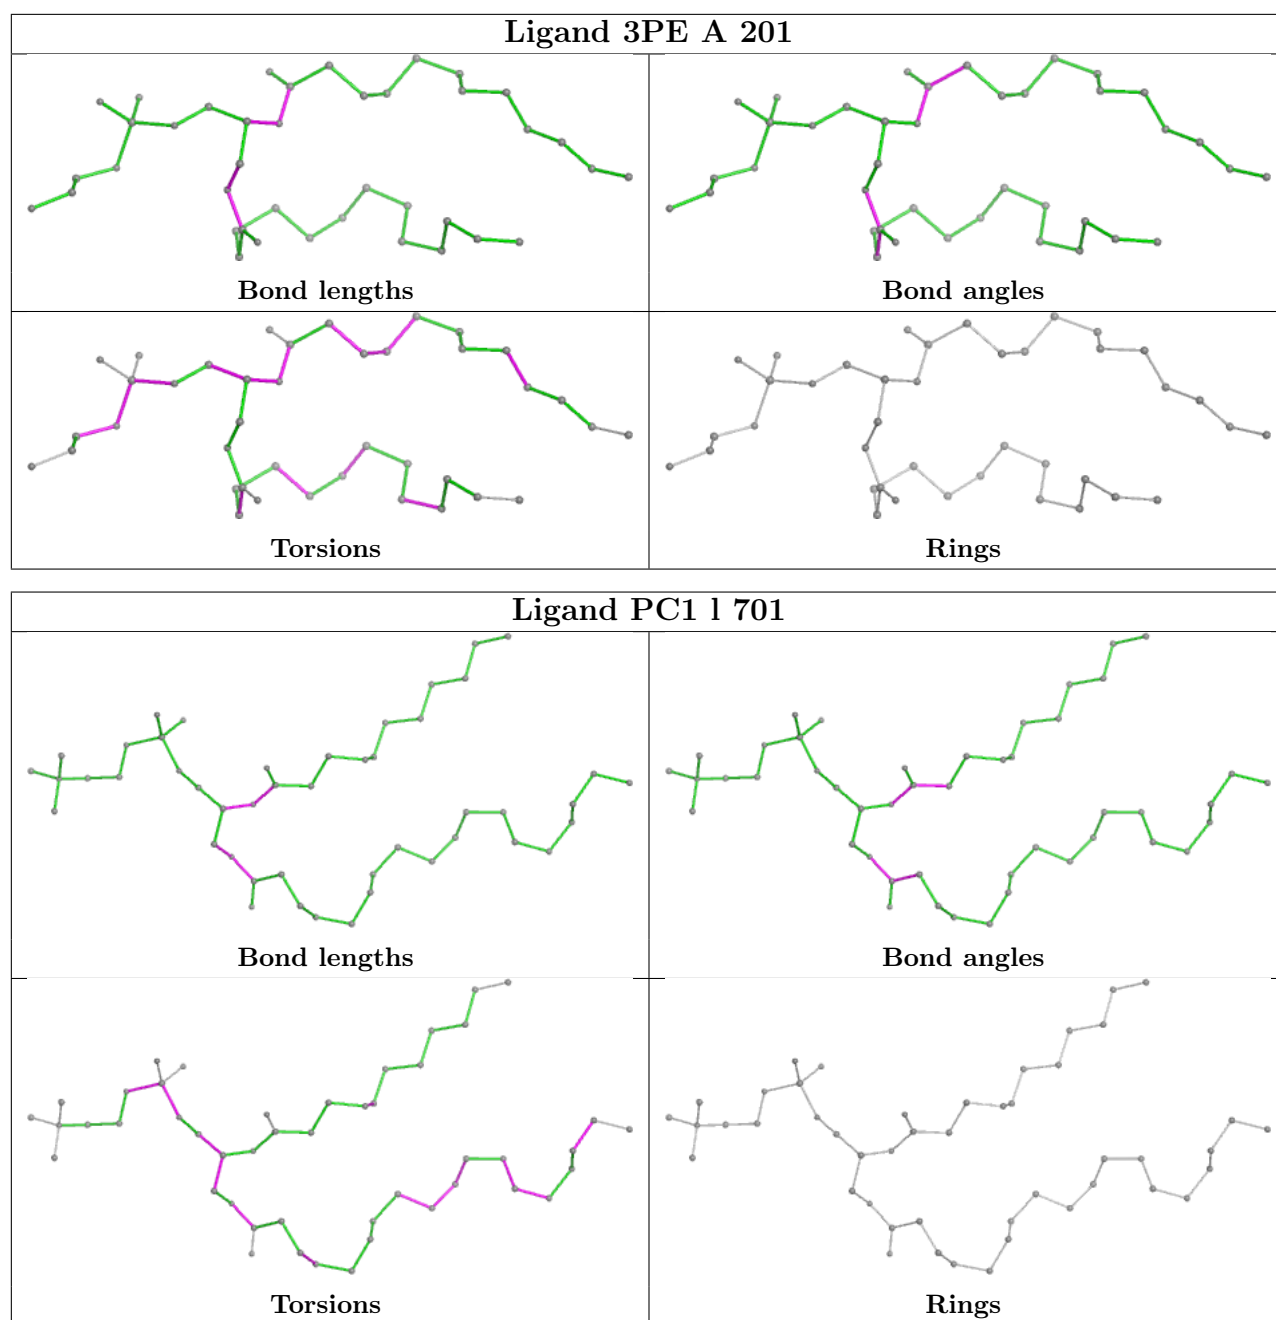 Ligand 3PE A 201
Bond lengths
Bond angles
Torsions
Rings
Ligand PC1 l 701
Bond lengths
Bond angles
Torsions
Rings